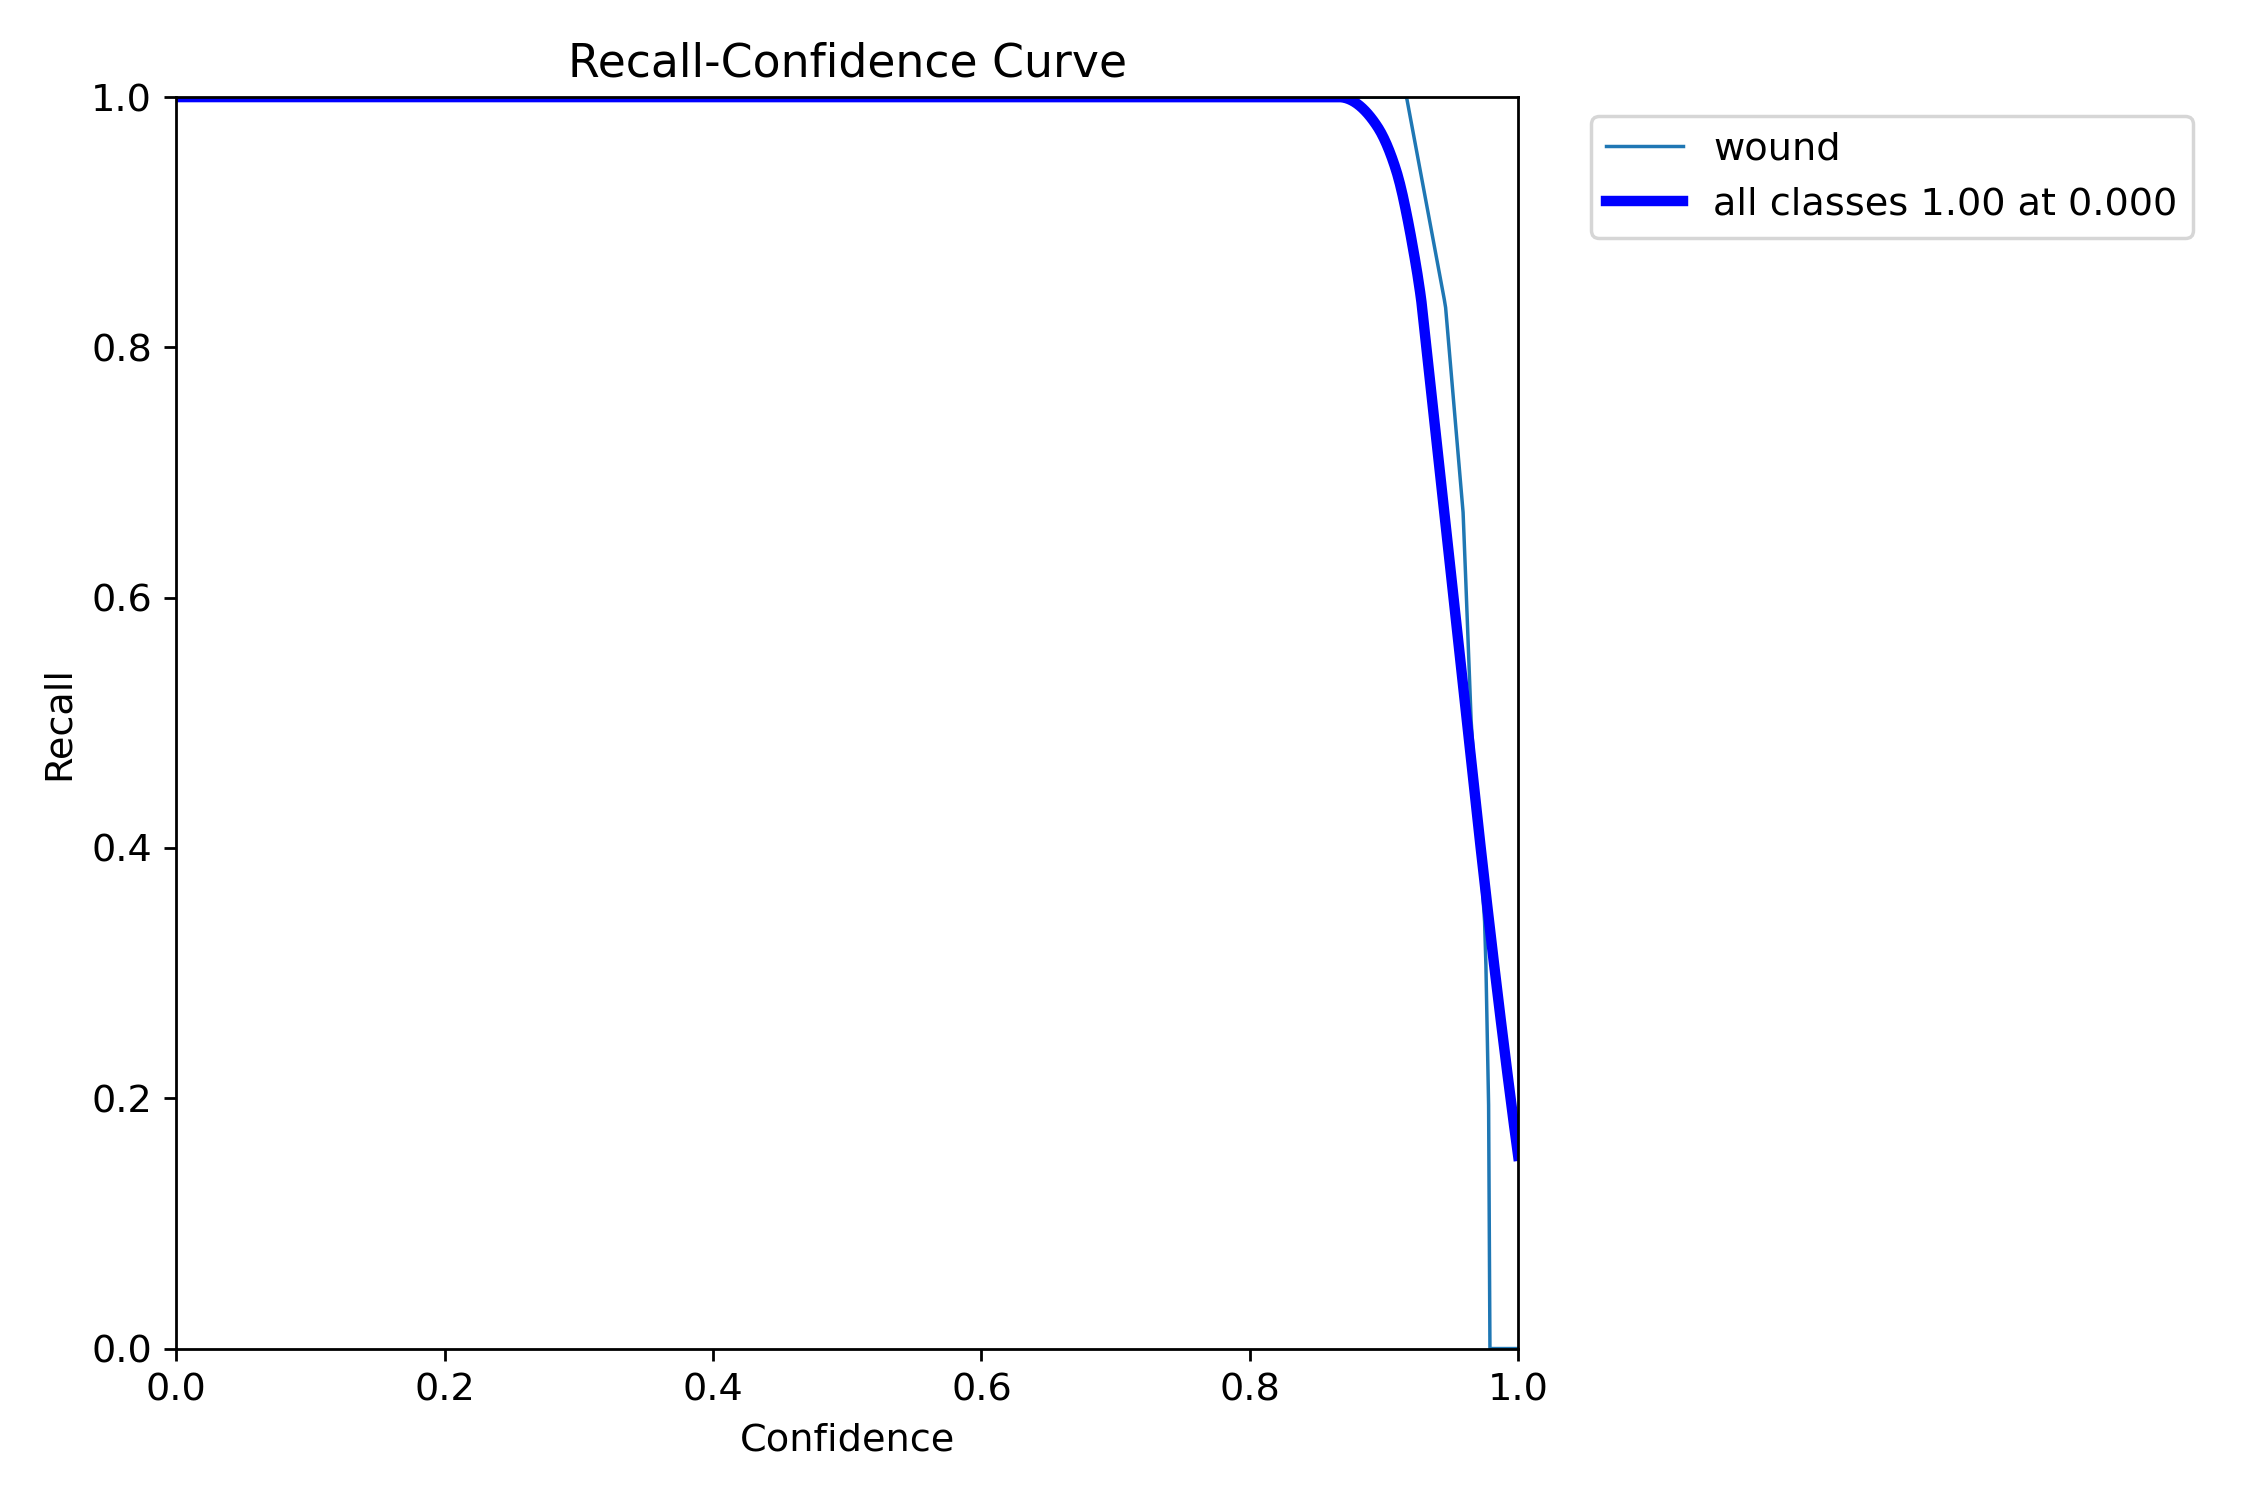 Recall-Confidence Curve
wound
all classes 1.00 at 0.000
1.0
0.8
0.6
0.4
0.2
0.0
Recall
0.0 0.2 0.4 0.6 0.8 1.0
Confidence